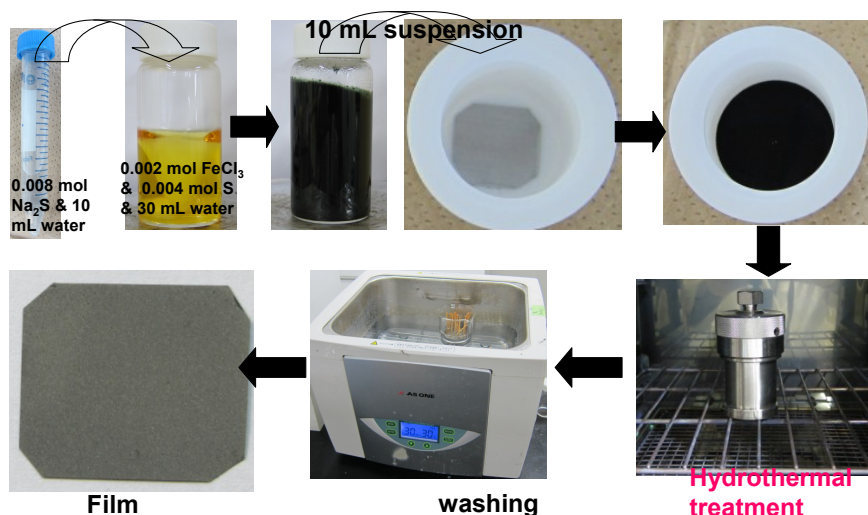 10 mL suspension
0.008 mol
Na₂S & 10
mL water
0.002 mol FeCl₃
& 0.004 mol S
& 30 mL water
AS ONE
30 30
Film
washing
Hydrothermal
treatment